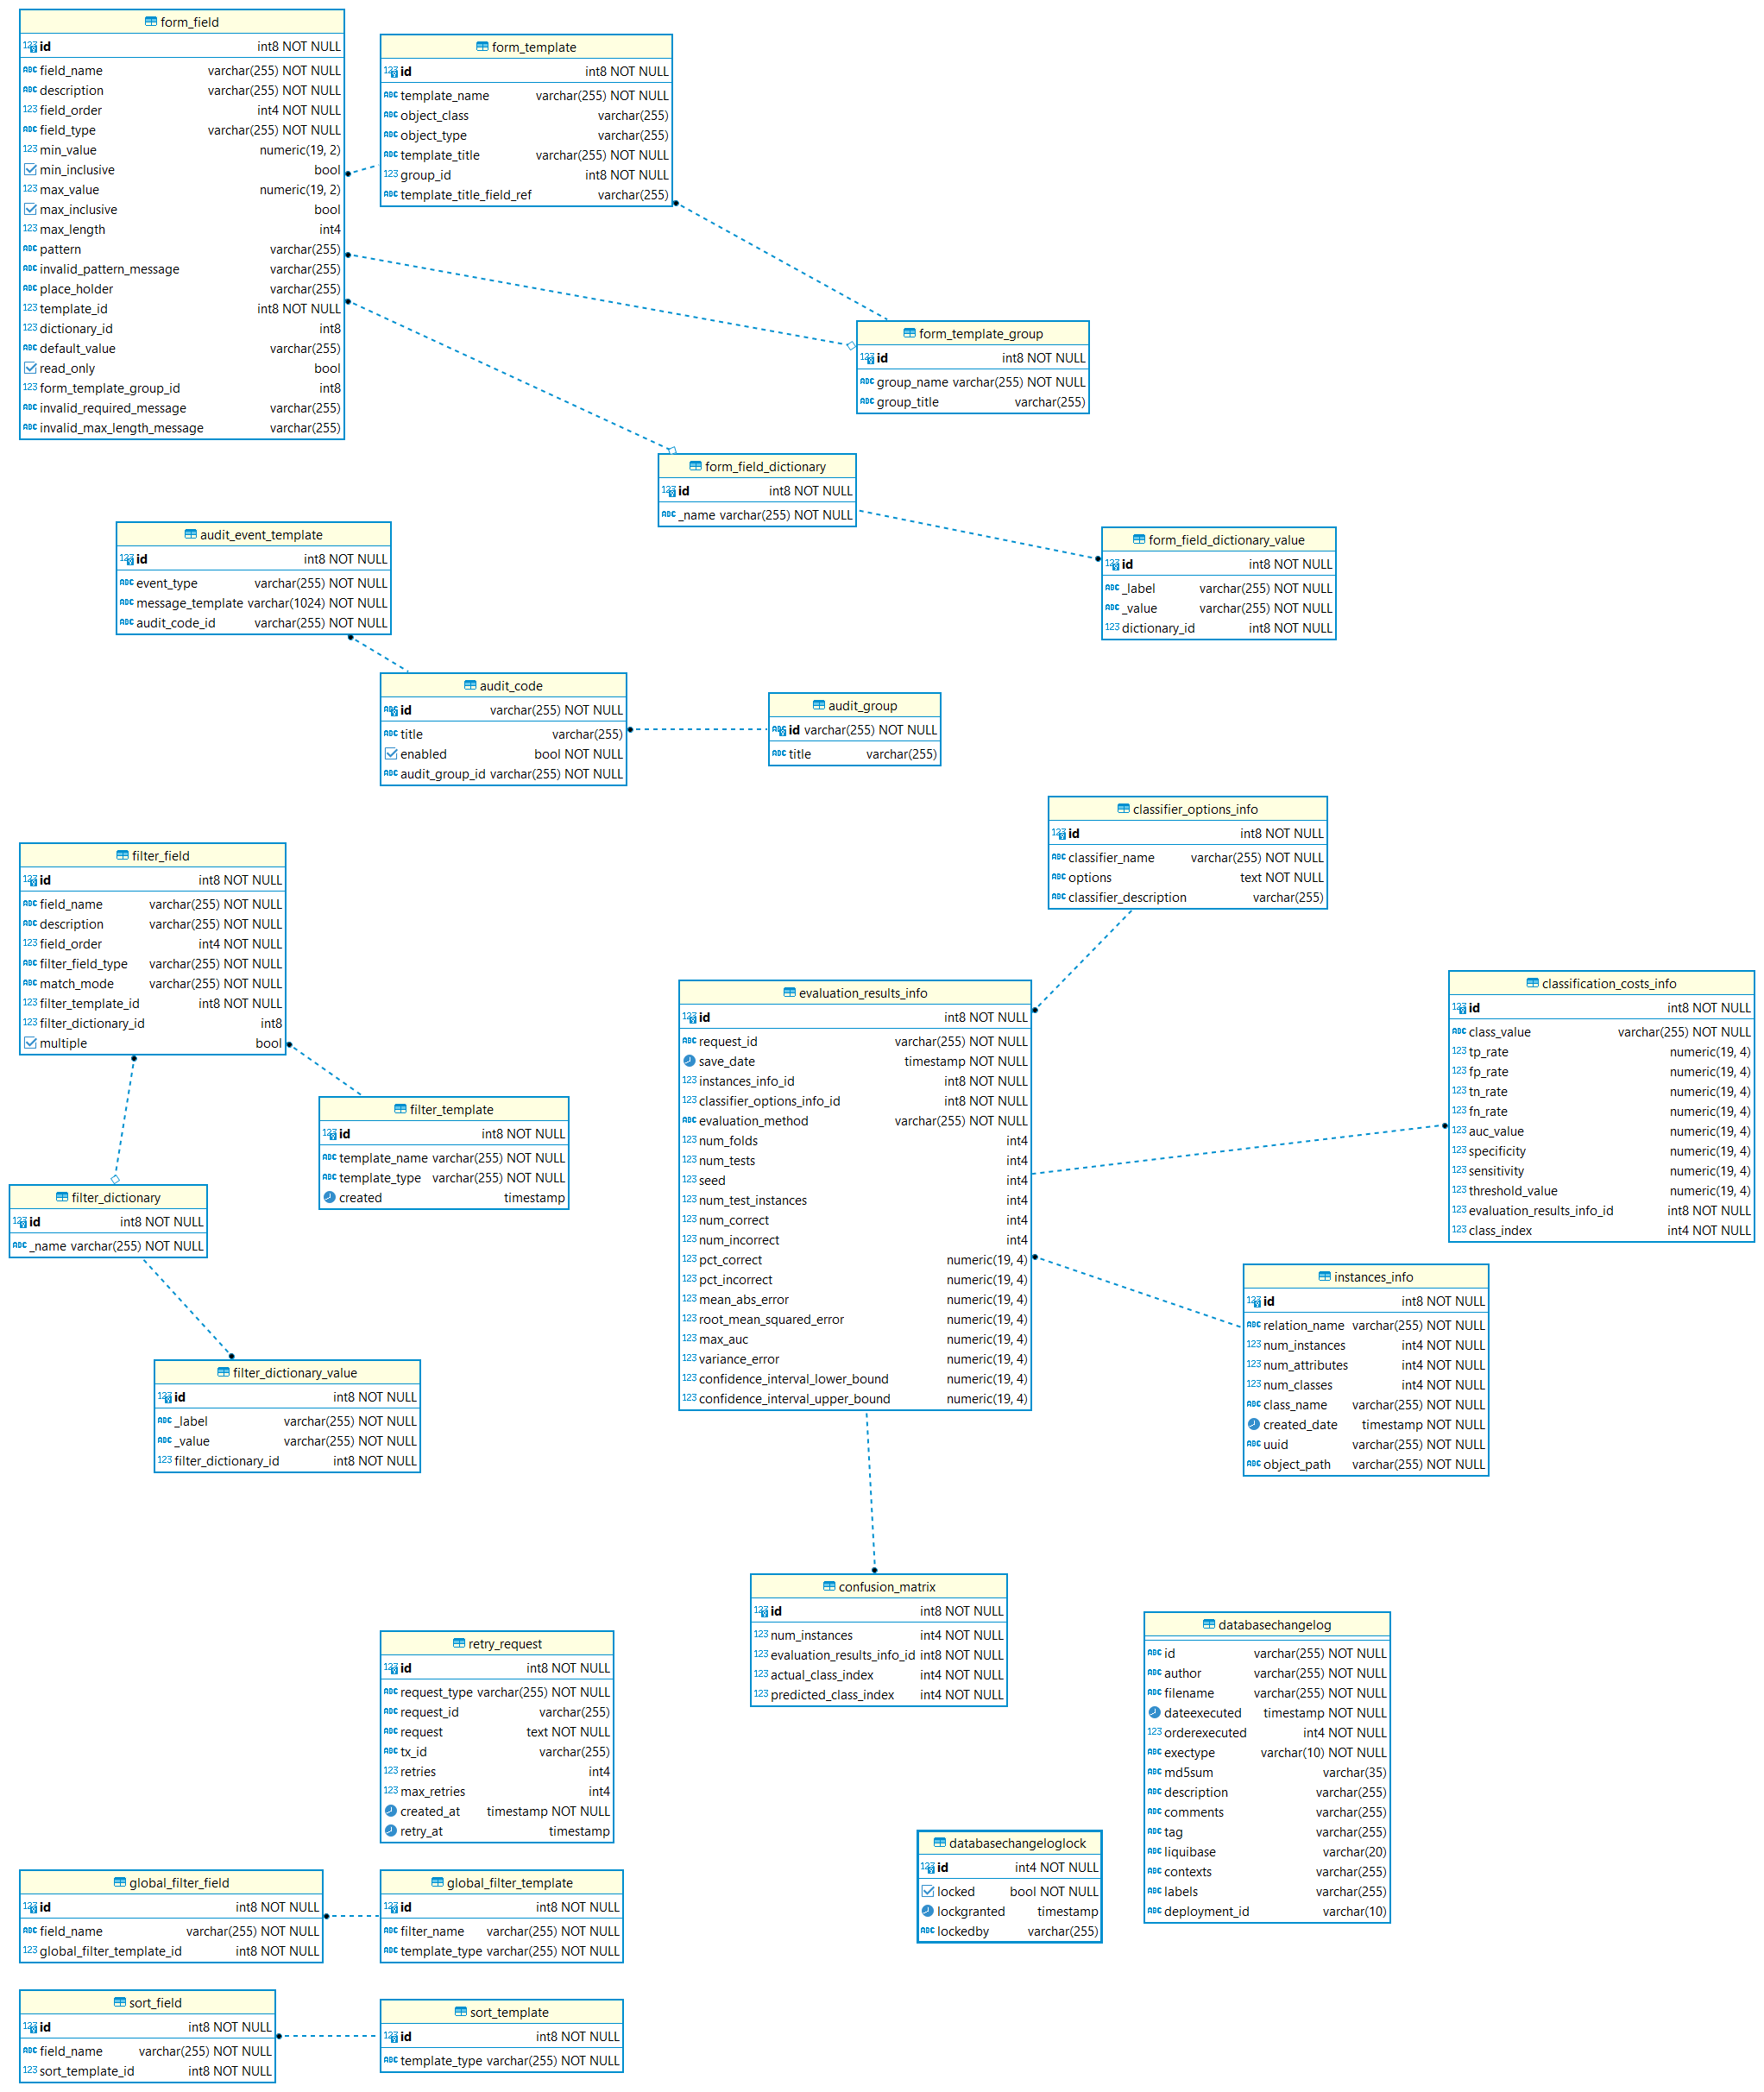 form_field
id int8 NOT NULL
field_name varchar(255) NOT NULL
description varchar(255) NOT NULL
field_order int4 NOT NULL
field_type varchar(255) NOT NULL
min_value numeric(19, 2)
min_inclusive bool
max_value numeric(19, 2)
max_inclusive bool
max_length int4
pattern varchar(255)
invalid_pattern_message varchar(255)
place_holder varchar(255)
template_id int8 NOT NULL
dictionary_id int8
default_value varchar(255)
read_only bool
form_template_group_id int8
invalid_required_message varchar(255)
invalid_max_length_message varchar(255)
form_template
id int8 NOT NULL
template_name varchar(255) NOT NULL
object_class varchar(255)
object_type varchar(255)
template_title varchar(255) NOT NULL
group_id int8 NOT NULL
template_title_field_ref varchar(255)
form_template_group
id int8 NOT NULL
group_name varchar(255) NOT NULL
group_title varchar(255)
form_field_dictionary
id int8 NOT NULL
_name varchar(255) NOT NULL
form_field_dictionary_value
id int8 NOT NULL
_label varchar(255) NOT NULL
_value varchar(255) NOT NULL
dictionary_id int8 NOT NULL
audit_event_template
id int8 NOT NULL
event_type varchar(255) NOT NULL
message_template varchar(1024) NOT NULL
audit_code_id varchar(255) NOT NULL
audit_code
id varchar(255) NOT NULL
title varchar(255)
enabled bool NOT NULL
audit_group_id varchar(255) NOT NULL
audit_group
id varchar(255) NOT NULL
title varchar(255)
classifier_options_info
id int8 NOT NULL
classifier_name varchar(255) NOT NULL
options text NOT NULL
classifier_description varchar(255)
filter_field
id int8 NOT NULL
field_name varchar(255) NOT NULL
description varchar(255) NOT NULL
field_order int4 NOT NULL
filter_field_type varchar(255) NOT NULL
match_mode varchar(255) NOT NULL
filter_template_id int8 NOT NULL
filter_dictionary_id int8
multiple bool
filter_template
id int8 NOT NULL
template_name varchar(255) NOT NULL
template_type varchar(255) NOT NULL
created timestamp
filter_dictionary
id int8 NOT NULL
_name varchar(255) NOT NULL
filter_dictionary_value
id int8 NOT NULL
_label varchar(255) NOT NULL
_value varchar(255) NOT NULL
filter_dictionary_id int8 NOT NULL
evaluation_results_info
id int8 NOT NULL
request_id varchar(255) NOT NULL
save_date timestamp NOT NULL
instances_info_id int8 NOT NULL
classifier_options_info_id int8 NOT NULL
evaluation_method varchar(255) NOT NULL
num_folds int4
num_tests int4
seed int4
num_test_instances int4
num_correct int4
num_incorrect int4
pct_correct numeric(19, 4)
pct_incorrect numeric(19, 4)
mean_abs_error numeric(19, 4)
root_mean_squared_error numeric(19, 4)
max_auc numeric(19, 4)
variance_error numeric(19, 4)
confidence_interval_lower_bound numeric(19, 4)
confidence_interval_upper_bound numeric(19, 4)
classification_costs_info
id int8 NOT NULL
class_value varchar(255) NOT NULL
tp_rate numeric(19, 4)
fp_rate numeric(19, 4)
tn_rate numeric(19, 4)
fn_rate numeric(19, 4)
auc_value numeric(19, 4)
specificity numeric(19, 4)
sensitivity numeric(19, 4)
threshold_value numeric(19, 4)
evaluation_results_info_id int8 NOT NULL
class_index int4 NOT NULL
instances_info
id int8 NOT NULL
relation_name varchar(255) NOT NULL
num_instances int4 NOT NULL
num_attributes int4 NOT NULL
num_classes int4 NOT NULL
class_name varchar(255) NOT NULL
created_date timestamp NOT NULL
uuid varchar(255) NOT NULL
object_path varchar(255) NOT NULL
confusion_matrix
id int8 NOT NULL
num_instances int4 NOT NULL
evaluation_results_info_id int8 NOT NULL
actual_class_index int4 NOT NULL
predicted_class_index int4 NOT NULL
retry_request
id int8 NOT NULL
request_type varchar(255) NOT NULL
request_id varchar(255)
request text NOT NULL
tx_id varchar(255)
retries int4
max_retries int4
created_at timestamp NOT NULL
retry_at timestamp
databasechangelog
id varchar(255) NOT NULL
author varchar(255) NOT NULL
filename varchar(255) NOT NULL
dateexecuted timestamp NOT NULL
orderexecuted int4 NOT NULL
exectype varchar(10) NOT NULL
md5sum varchar(35)
description varchar(255)
comments varchar(255)
tag varchar(255)
liquibase varchar(20)
contexts varchar(255)
labels varchar(255)
deployment_id varchar(10)
databasechangeloglock
id int4 NOT NULL
locked bool NOT NULL
lockgranted timestamp
lockedby varchar(255)
global_filter_field
id int8 NOT NULL
field_name varchar(255) NOT NULL
global_filter_template_id int8 NOT NULL
global_filter_template
id int8 NOT NULL
filter_name varchar(255) NOT NULL
template_type varchar(255) NOT NULL
sort_field
id int8 NOT NULL
field_name varchar(255) NOT NULL
sort_template_id int8 NOT NULL
sort_template
id int8 NOT NULL
template_type varchar(255) NOT NULL